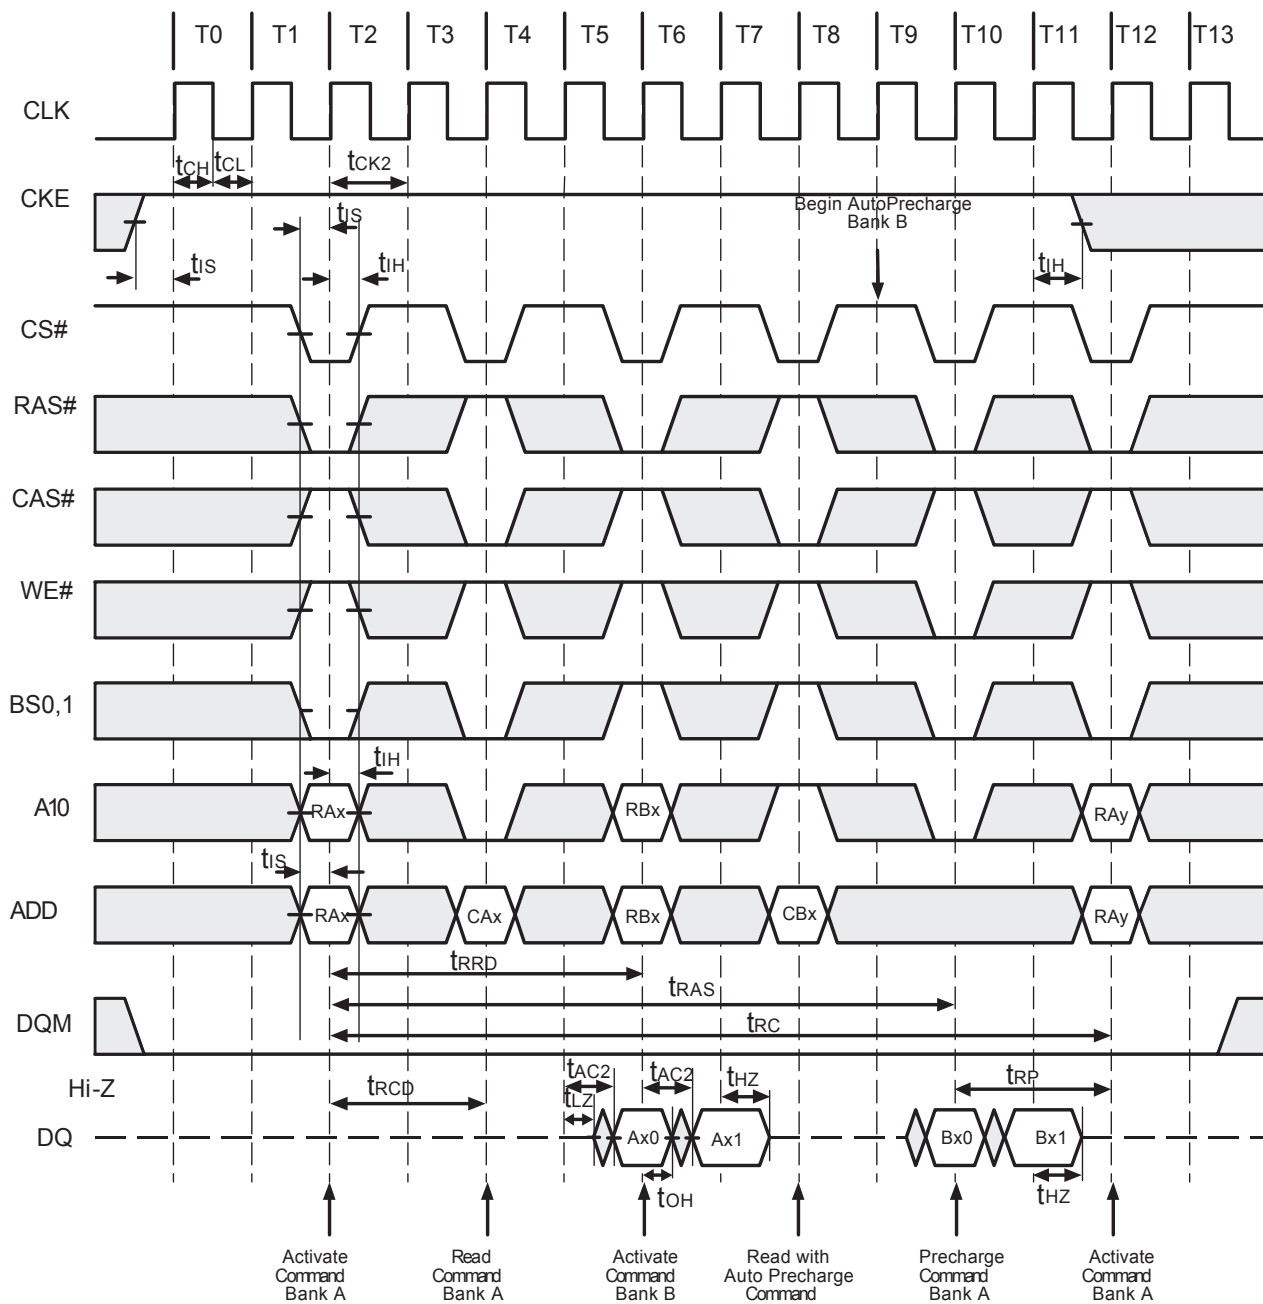 T0 T1 T2 T3 T4 T5 T6 T7 T8 T9 T10 T11 T12 T13
CLK
tCH tCL tCK2
CKE
Begin AutoPrecharge
Bank B
tIS
tIS tIH tIH
CS#
RAS#
CAS#
WE#
BS0,1
tIH
A10 RAx RBx RAy
tIS
ADD RAx CAx RBx CBx RAy
tRRD
tRAS
DQM tRC
Hi-Z tRCD tAC2 tAC2 tHZ tRP
tLZ
DQ Ax0 Ax1 Bx0 Bx1
tOH tHZ
Activate
Command
Bank A
Read
Command
Bank A
Activate
Command
Bank B
Read with
Auto Precharge
Command
Precharge
Command
Bank A
Activate
Command
Bank A